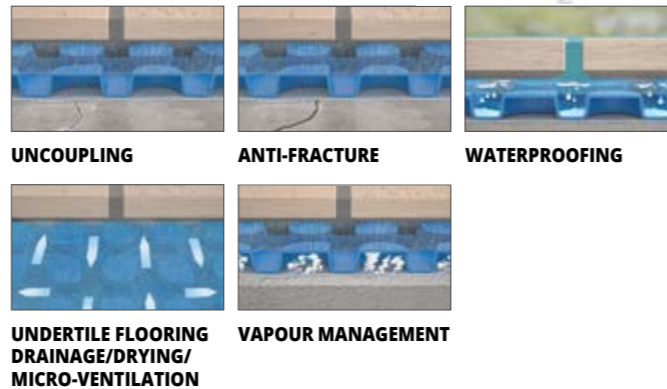 UNCOUPLING
ANTI-FRACTURE
WATERPROOFING
UNDERTILE FLOORING
DRAINAGE/DRYING/
MICRO-VENTILATION
VAPOUR MANAGEMENT